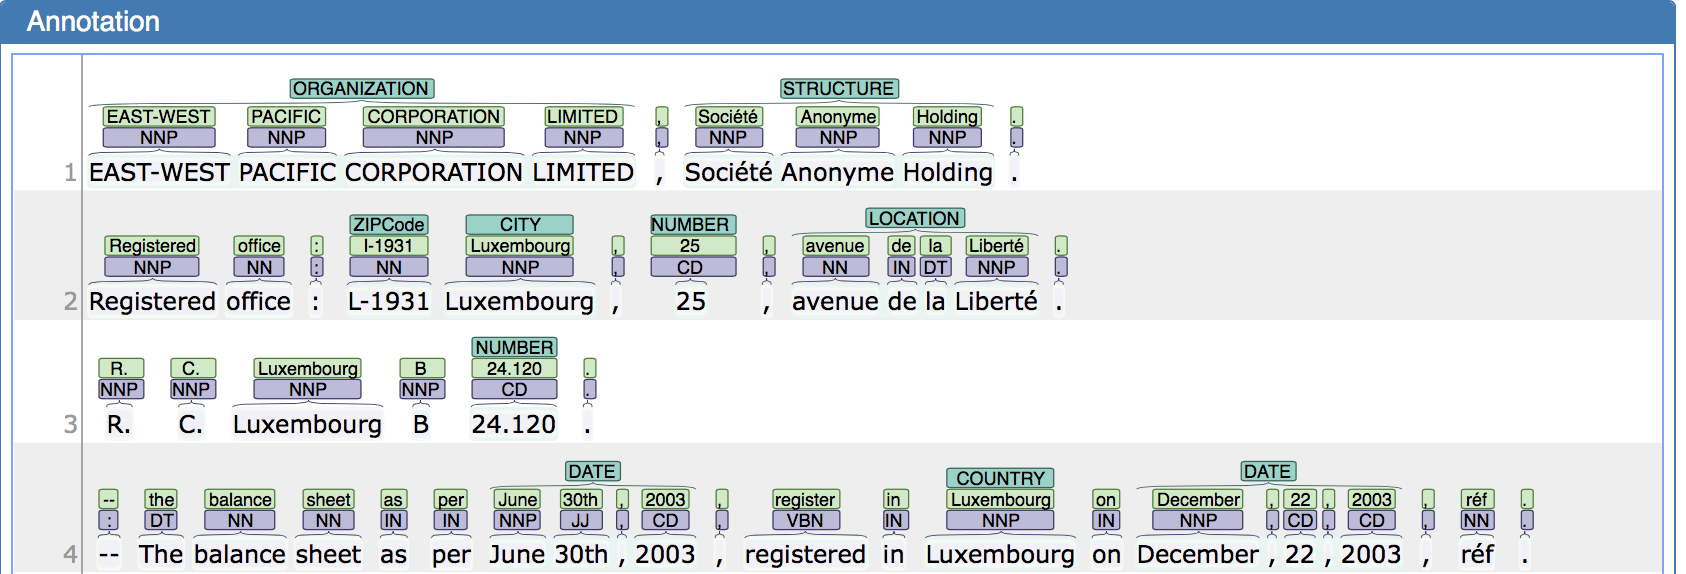 Annotation
ORGANIZATION STRUCTURE
EAST-WEST PACIFIC CORPORATION LIMITED , Société Anonyme Holding .
NNP NNP NNP NNP , NNP NNP NNP .
1 EAST-WEST PACIFIC CORPORATION LIMITED , Société Anonyme Holding .
ZIPCode CITY NUMBER LOCATION
Registered office : l-1931 Luxembourg , 25 , avenue de la Liberté .
NNP NN : NN NNP , CD , NN IN DT NNP .
2 Registered office : L-1931 Luxembourg , 25 , avenue de la Liberté .
NUMBER
R. C. Luxembourg B 24.120 .
NNP NNP NNP NNP CD .
3 R. C. Luxembourg B 24.120 .
DATE COUNTRY DATE
-- the balance sheet as per June 30th , 2003 , register in Luxembourg on December , 22 , 2003 , réf .
: DT NN NN IN IN NNP JJ , CD , VBN IN NNP IN NNP , CD , CD , NN .
4 -- The balance sheet as per June 30th , 2003 , registered in Luxembourg on December , 22 , 2003 , réf .